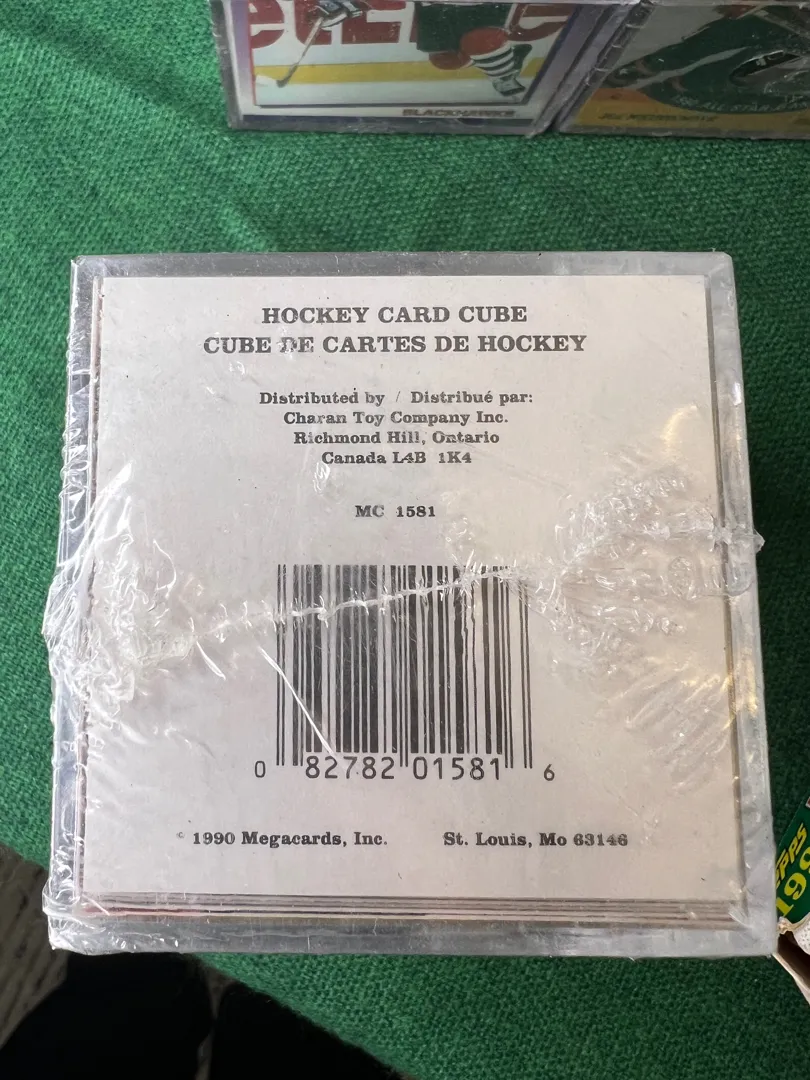 BLACKHAWKS
HOCKEY CARD CUBE
CUBE DE CARTES DE HOCKEY
Distributed by / Distribué par:
Charan Toy Company Inc.
Richmond Hill, Ontario
Canada L4B 1K4
MC 1581
0 82782 01581 6
© 1990 Megacards, Inc. St. Louis, Mo 63146